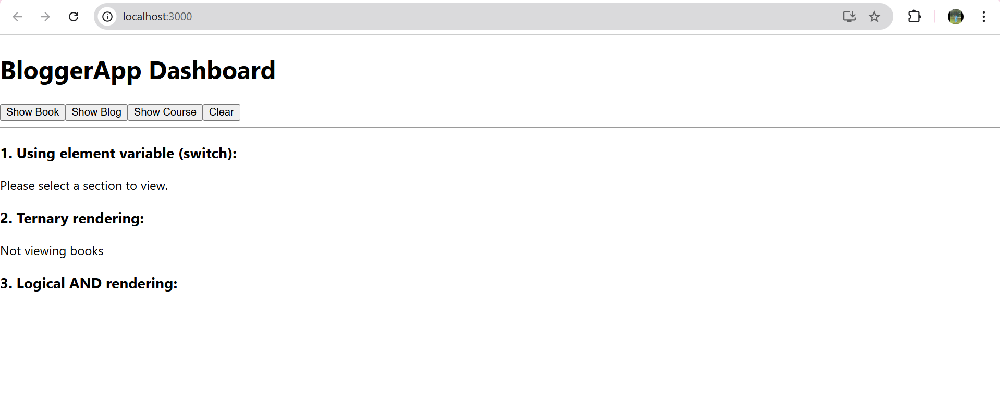 localhost:3000
BloggerApp Dashboard
Show Book Show Blog Show Course Clear
1. Using element variable (switch):
Please select a section to view.
2. Ternary rendering:
Not viewing books
3. Logical AND rendering: